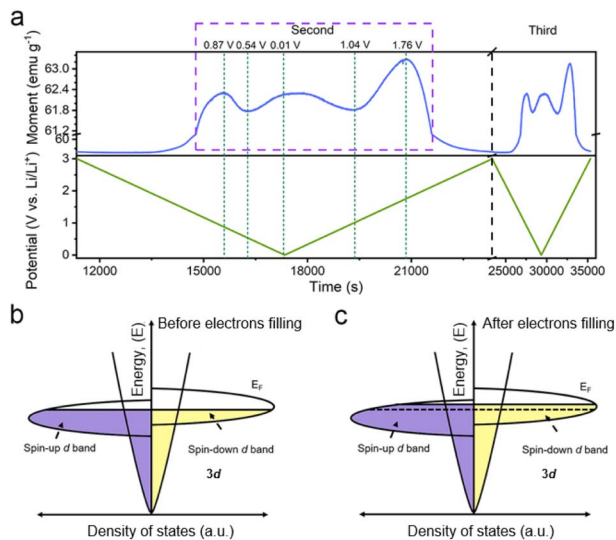 a
Second
Third
0.87 V 0.54 V 0.01 V 1.04 V 1.76 V
Moment (emu g⁻¹)
63.0
62.4
61.8
61.2
60
Potential (V vs. Li/Li⁺)
3
2
1
0
12000 15000 18000 21000 25000 30000 35000
Time (s)
b
Before electrons filling
Energy, (E)
E_F
Spin-up d band
Spin-down d band
3d
Density of states (a.u.)
c
After electrons filling
Energy, (E)
E_F
Spin-up d band
Spin-down d band
3d
Density of states (a.u.)